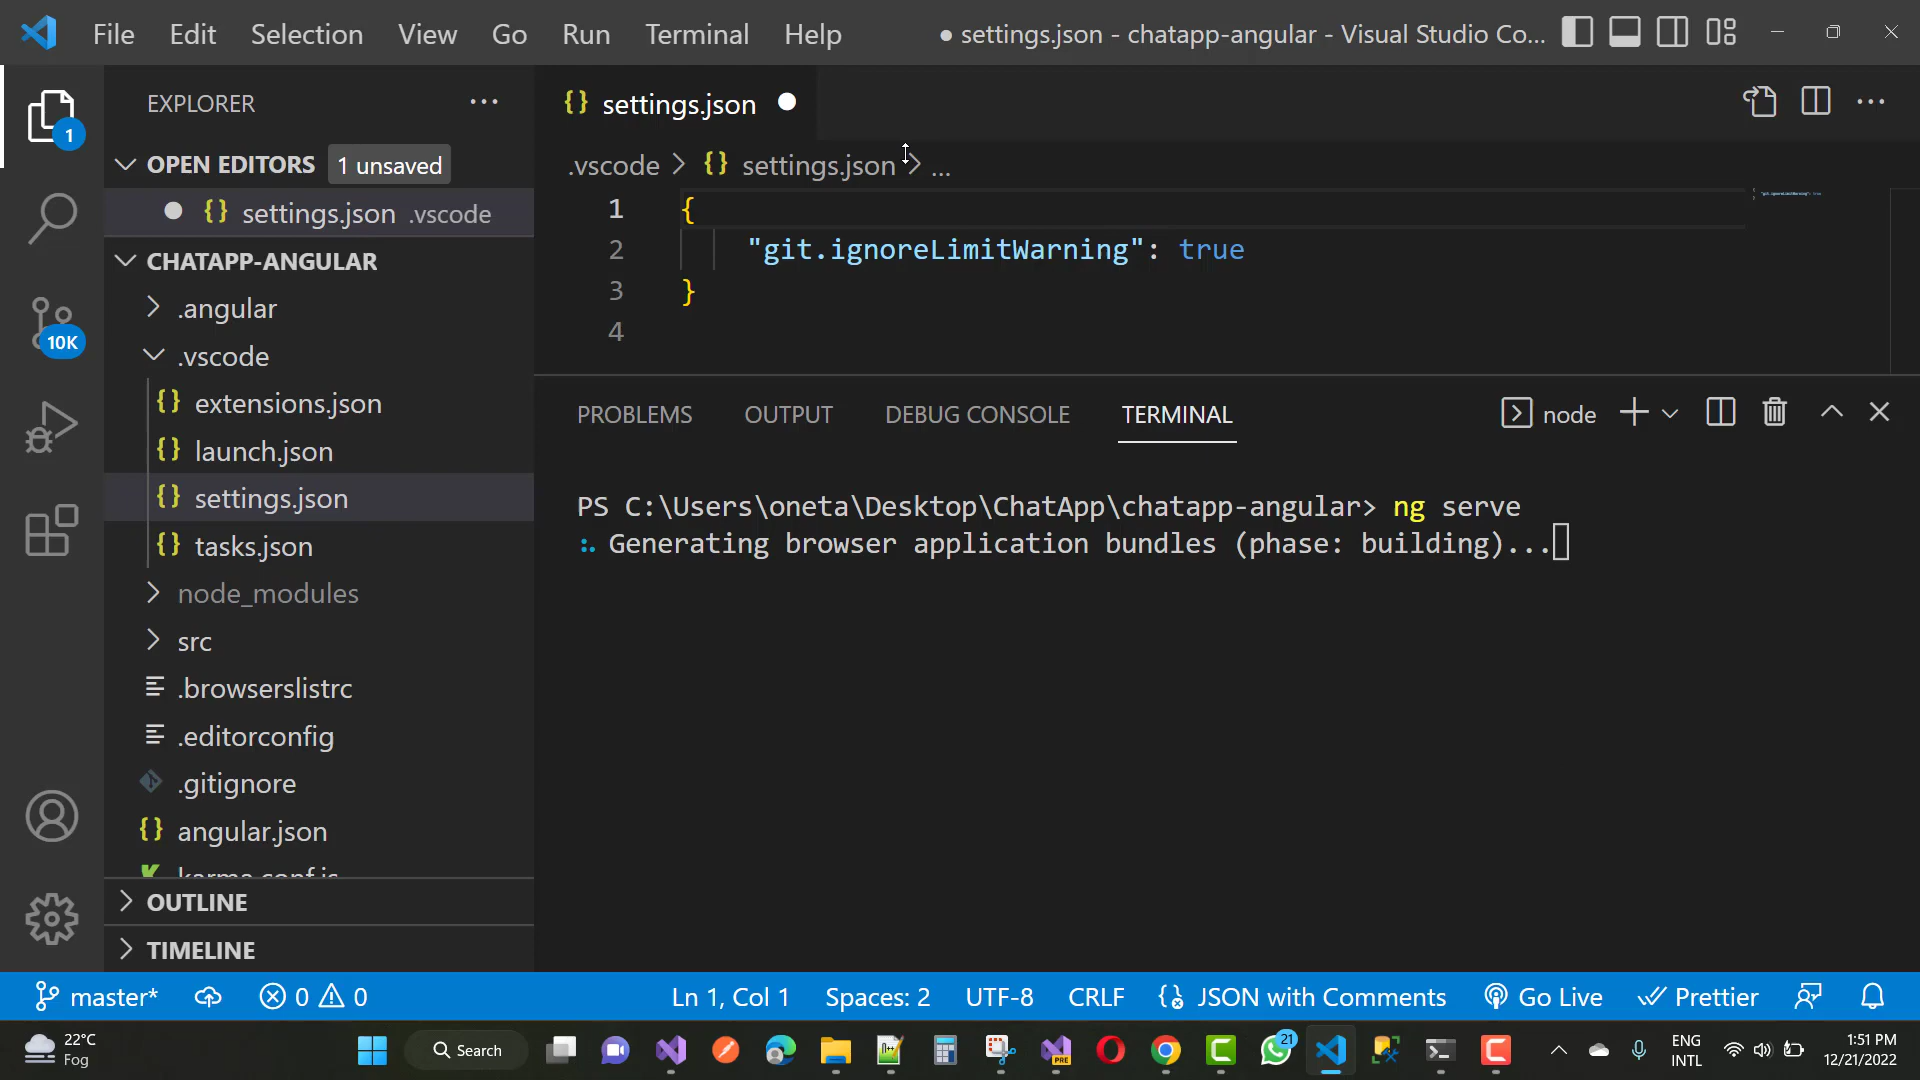 File Edit Selection View Go Run Terminal Help
● settings.json - chatapp-angular - Visual Studio Co...
EXPLORER
1
OPEN EDITORS 1 unsaved
settings.json .vscode
CHATAPP-ANGULAR
.angular
.vscode
10K
extensions.json
launch.json
settings.json
tasks.json
node_modules
src
.browserslistrc
.editorconfig
.gitignore
angular.json
karma.conf.js
OUTLINE
TIMELINE
settings.json
.vscode > settings.json > ...
1 {
2 "git.ignoreLimitWarning": true
3 }
4
PROBLEMS OUTPUT DEBUG CONSOLE TERMINAL
node
PS C:\Users\oneta\Desktop\ChatApp\chatapp-angular> ng serve
Generating browser application bundles (phase: building)...
master* 0 0
Ln 1, Col 1 Spaces: 2 UTF-8 CRLF JSON with Comments Go Live Prettier
22°C
Fog
Search
PRE
21
ENG
INTL
1:51 PM
12/21/2022